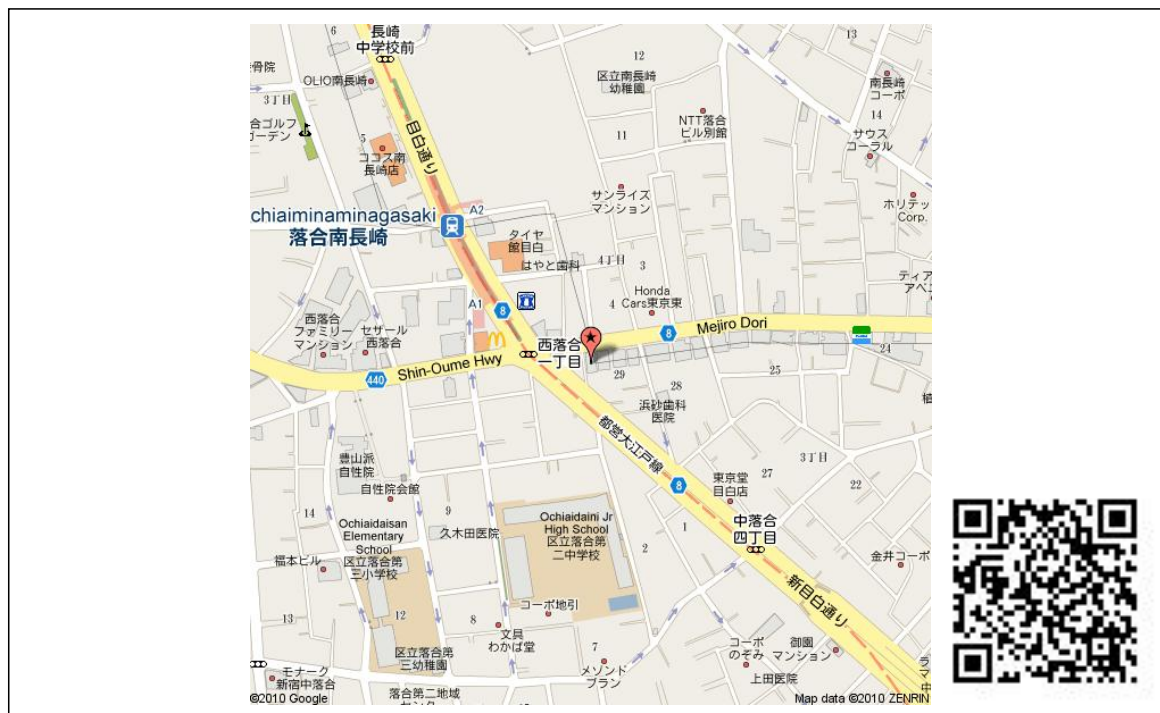 長崎
中学校前
6
12
13
OLIO南長崎
区立南長崎
幼稚園
南長崎
コーポ
3丁目
目白通り
NTT落合
ビル別館
14
サウス
コーラル
5
11
ココス南
長崎店
サンライズ
マンション
ホリテッ
Corp.
chiaiminaminagasaki
落合南長崎
A2
タイヤ
館目白
はやと歯科
4丁目
3
Honda
Cars東京東
4
ティア
アベニ
A1
8
8
Mejiro Dori
西落合
ファミリー
マンション
セザール
西落合
西落合
一丁目
Shin-Oume Hwy
440
29
28
25
24
浜砂歯科
医院
都営大江戸線
豊山派
自性院
自性院会館
8
東京堂
目白店
27
3丁目
22
中落合
四丁目
14
9
Ochiaidaisan
Elementary
School
区立落合第
三小学校
久木田医院
Ochiaidaini Jr
High School
区立落合第
二中学校
1
2
金井コーポ
福本ビル
新目白通り
コーポ地引
13
12
8
文具
わかば堂
7
区立落合第
三幼稚園
メゾンド
ブラン
コーポ
のぞみ
御園
マンション
上田医院
モナーク
新宿中落合
落合第二地域
©2010 Google
Map data ©2010 ZENRIN